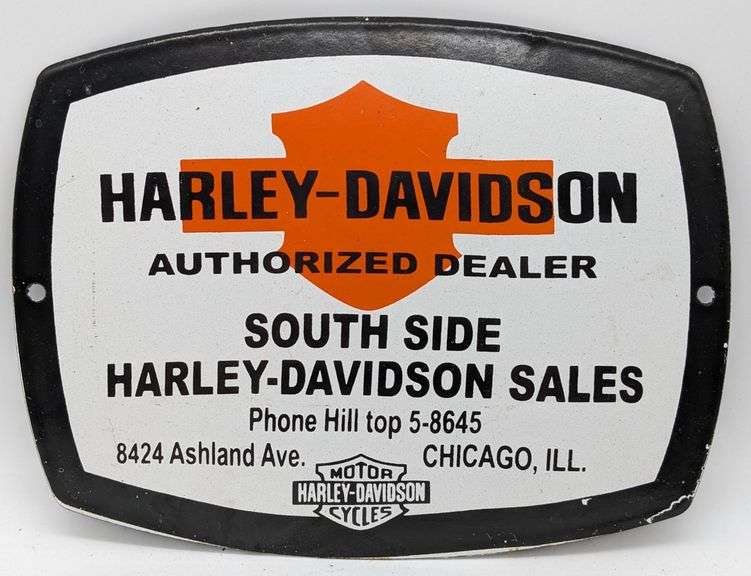 HARLEY-DAVIDSON
AUTHORIZED DEALER
SOUTH SIDE
HARLEY-DAVIDSON SALES
Phone Hill top 5-8645
8424 Ashland Ave. CHICAGO, ILL.
MOTOR
HARLEY-DAVIDSON
CYCLES